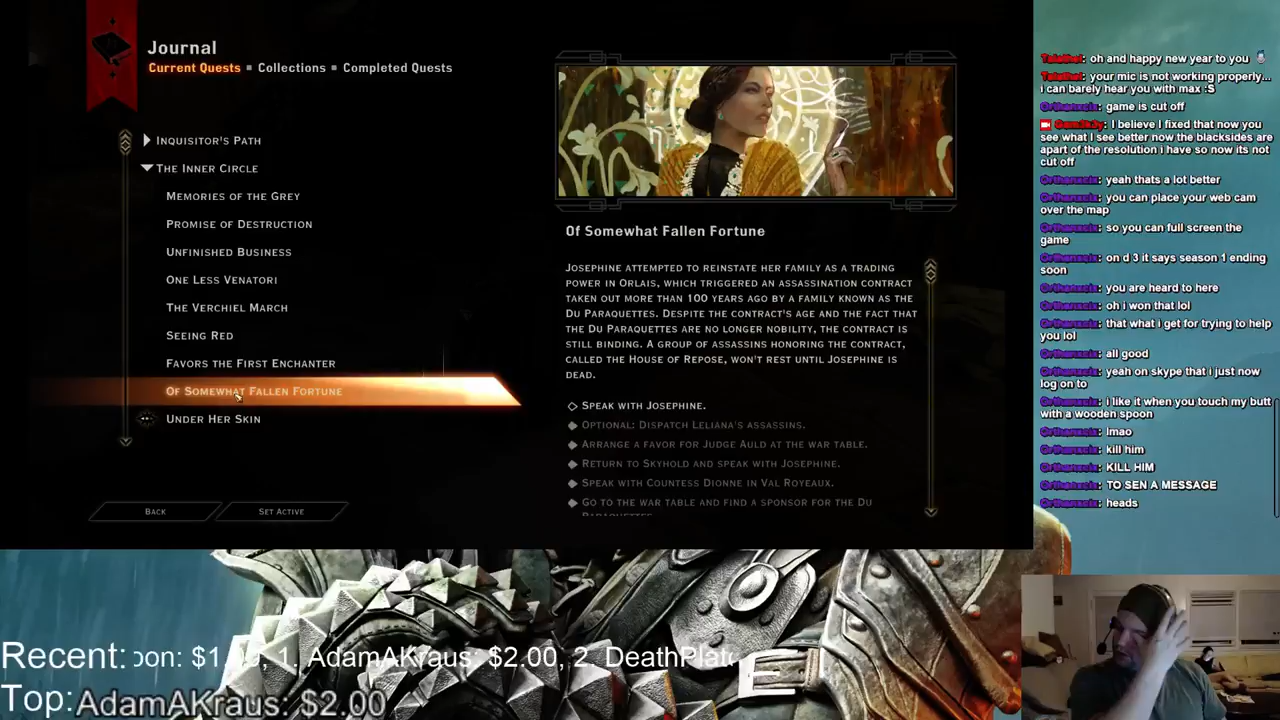 Journal
Current Quests ▪ Collections ▪ Completed Quests
Inquisitor's Path
The Inner Circle
Memories of the Grey
Promise of Destruction
Unfinished Business
One Less Venatori
The Verchiel March
Seeing Red
Favors the First Enchanter
Of Somewhat Fallen Fortune
Under Her Skin
Back
Set Active
Of Somewhat Fallen Fortune
Josephine attempted to reinstate her family as a trading
power in Orlais, which triggered an assassination contract
taken out more than 100 years ago by a family known as the
Du Paraquettes. Despite the contract's age and the fact that
the Du Paraquettes are no longer nobility, the contract is
still binding. A group of assassins honoring the contract,
called the House of Repose, won't rest until Josephine is
dead.
Speak with Josephine.
Optional: Dispatch Leliana's assassins.
Arrange a favor for Judge Auld at the war table.
Return to Skyhold and speak with Josephine.
Speak with Countess Dionne in Val Royeaux.
Go to the war table and find a sponsor for the Du
Paraquettes
oh and happy new year to you
your mic is not working properly...
i can barely hear you with max :S
game is cut off
I believe I fixed that now you
see what I see better now the blacksides are
apart of the resolution i have so now its not
cut off
yeah thats a lot better
you can place your web cam
over the map
so you can full screen the
game
on d 3 it says season 1 ending
soon
you are heard to here
oh i won that lol
that what i get for trying to help
you lol
all good
yeah on skype that i just now
log on to
i like it when you touch my butt
with a wooden spoon
lmao
kill him
KILL HIM
TO SEN A MESSAGE
heads
Recent: oon: $1. 0, 1. AdamAKraus: $2.00, 2. DeathPlat
Top: AdamAKraus: $2.00